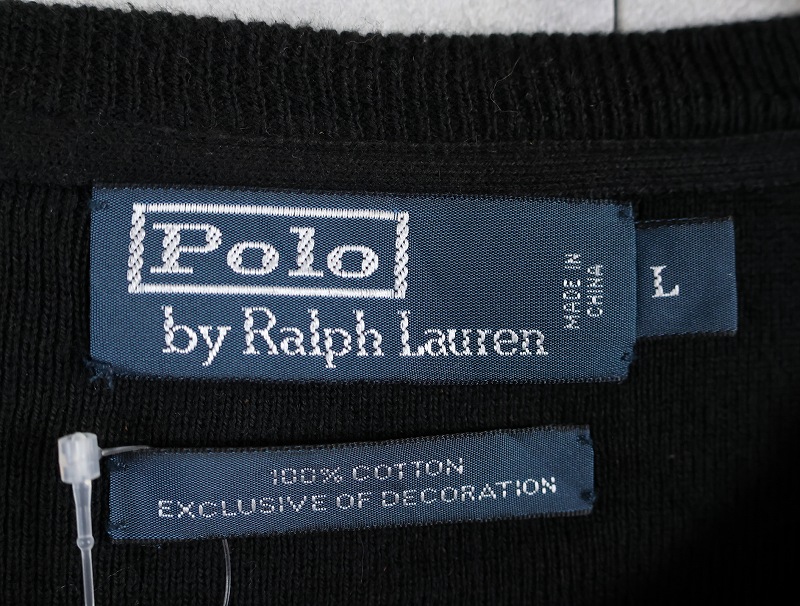 Polo
by Ralph Lauren
MADE IN
CHINA
L
100% COTTON
EXCLUSIVE OF DECORATION